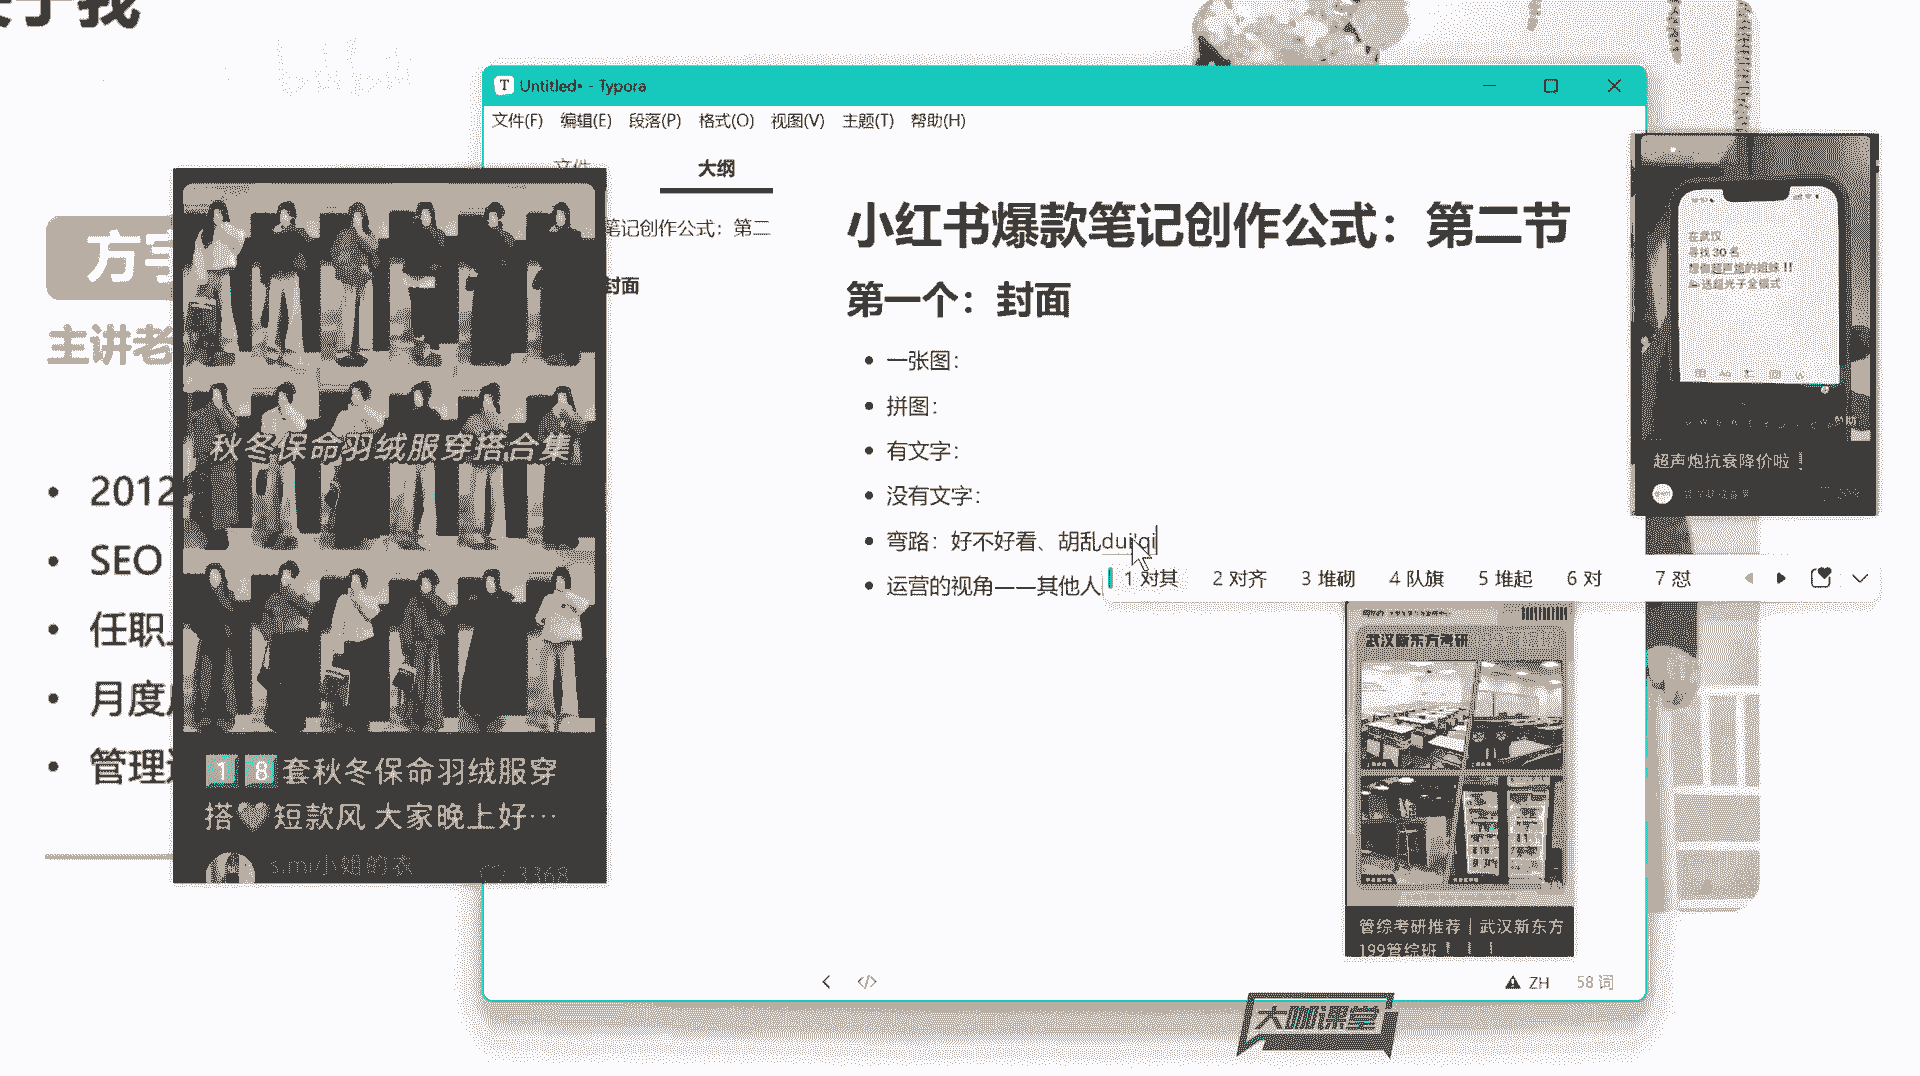 于我
bubu
方
主讲老
2012
SEO
任职
月度
管理
Untitled• - Typora
文件(F) 编辑(E) 段落(P) 格式(O) 视图(V) 主题(T) 帮助(H)
文件 大纲
笔记创作公式：第二
封面
小红书爆款笔记创作公式：第二节
第一个：封面
一张图：
拼图：
有文字：
没有文字：
弯路：好不好看、胡乱dui'qi
运营的视角——其他人
1 对其 2 对齐 3 堆砌 4 队旗 5 堆起 6 对 7 怼
秋冬保命羽绒服穿搭合集
18套秋冬保命羽绒服穿
搭🖤短款风 大家晚上好…
s.mi小姐的衣 3368
在武汉
寻找 30 名
超声炮抗衰降价啦！
武汉新东方考研
管综考研推荐｜武汉新东方
199管综班！！！
ZH 58 词
大咖课堂